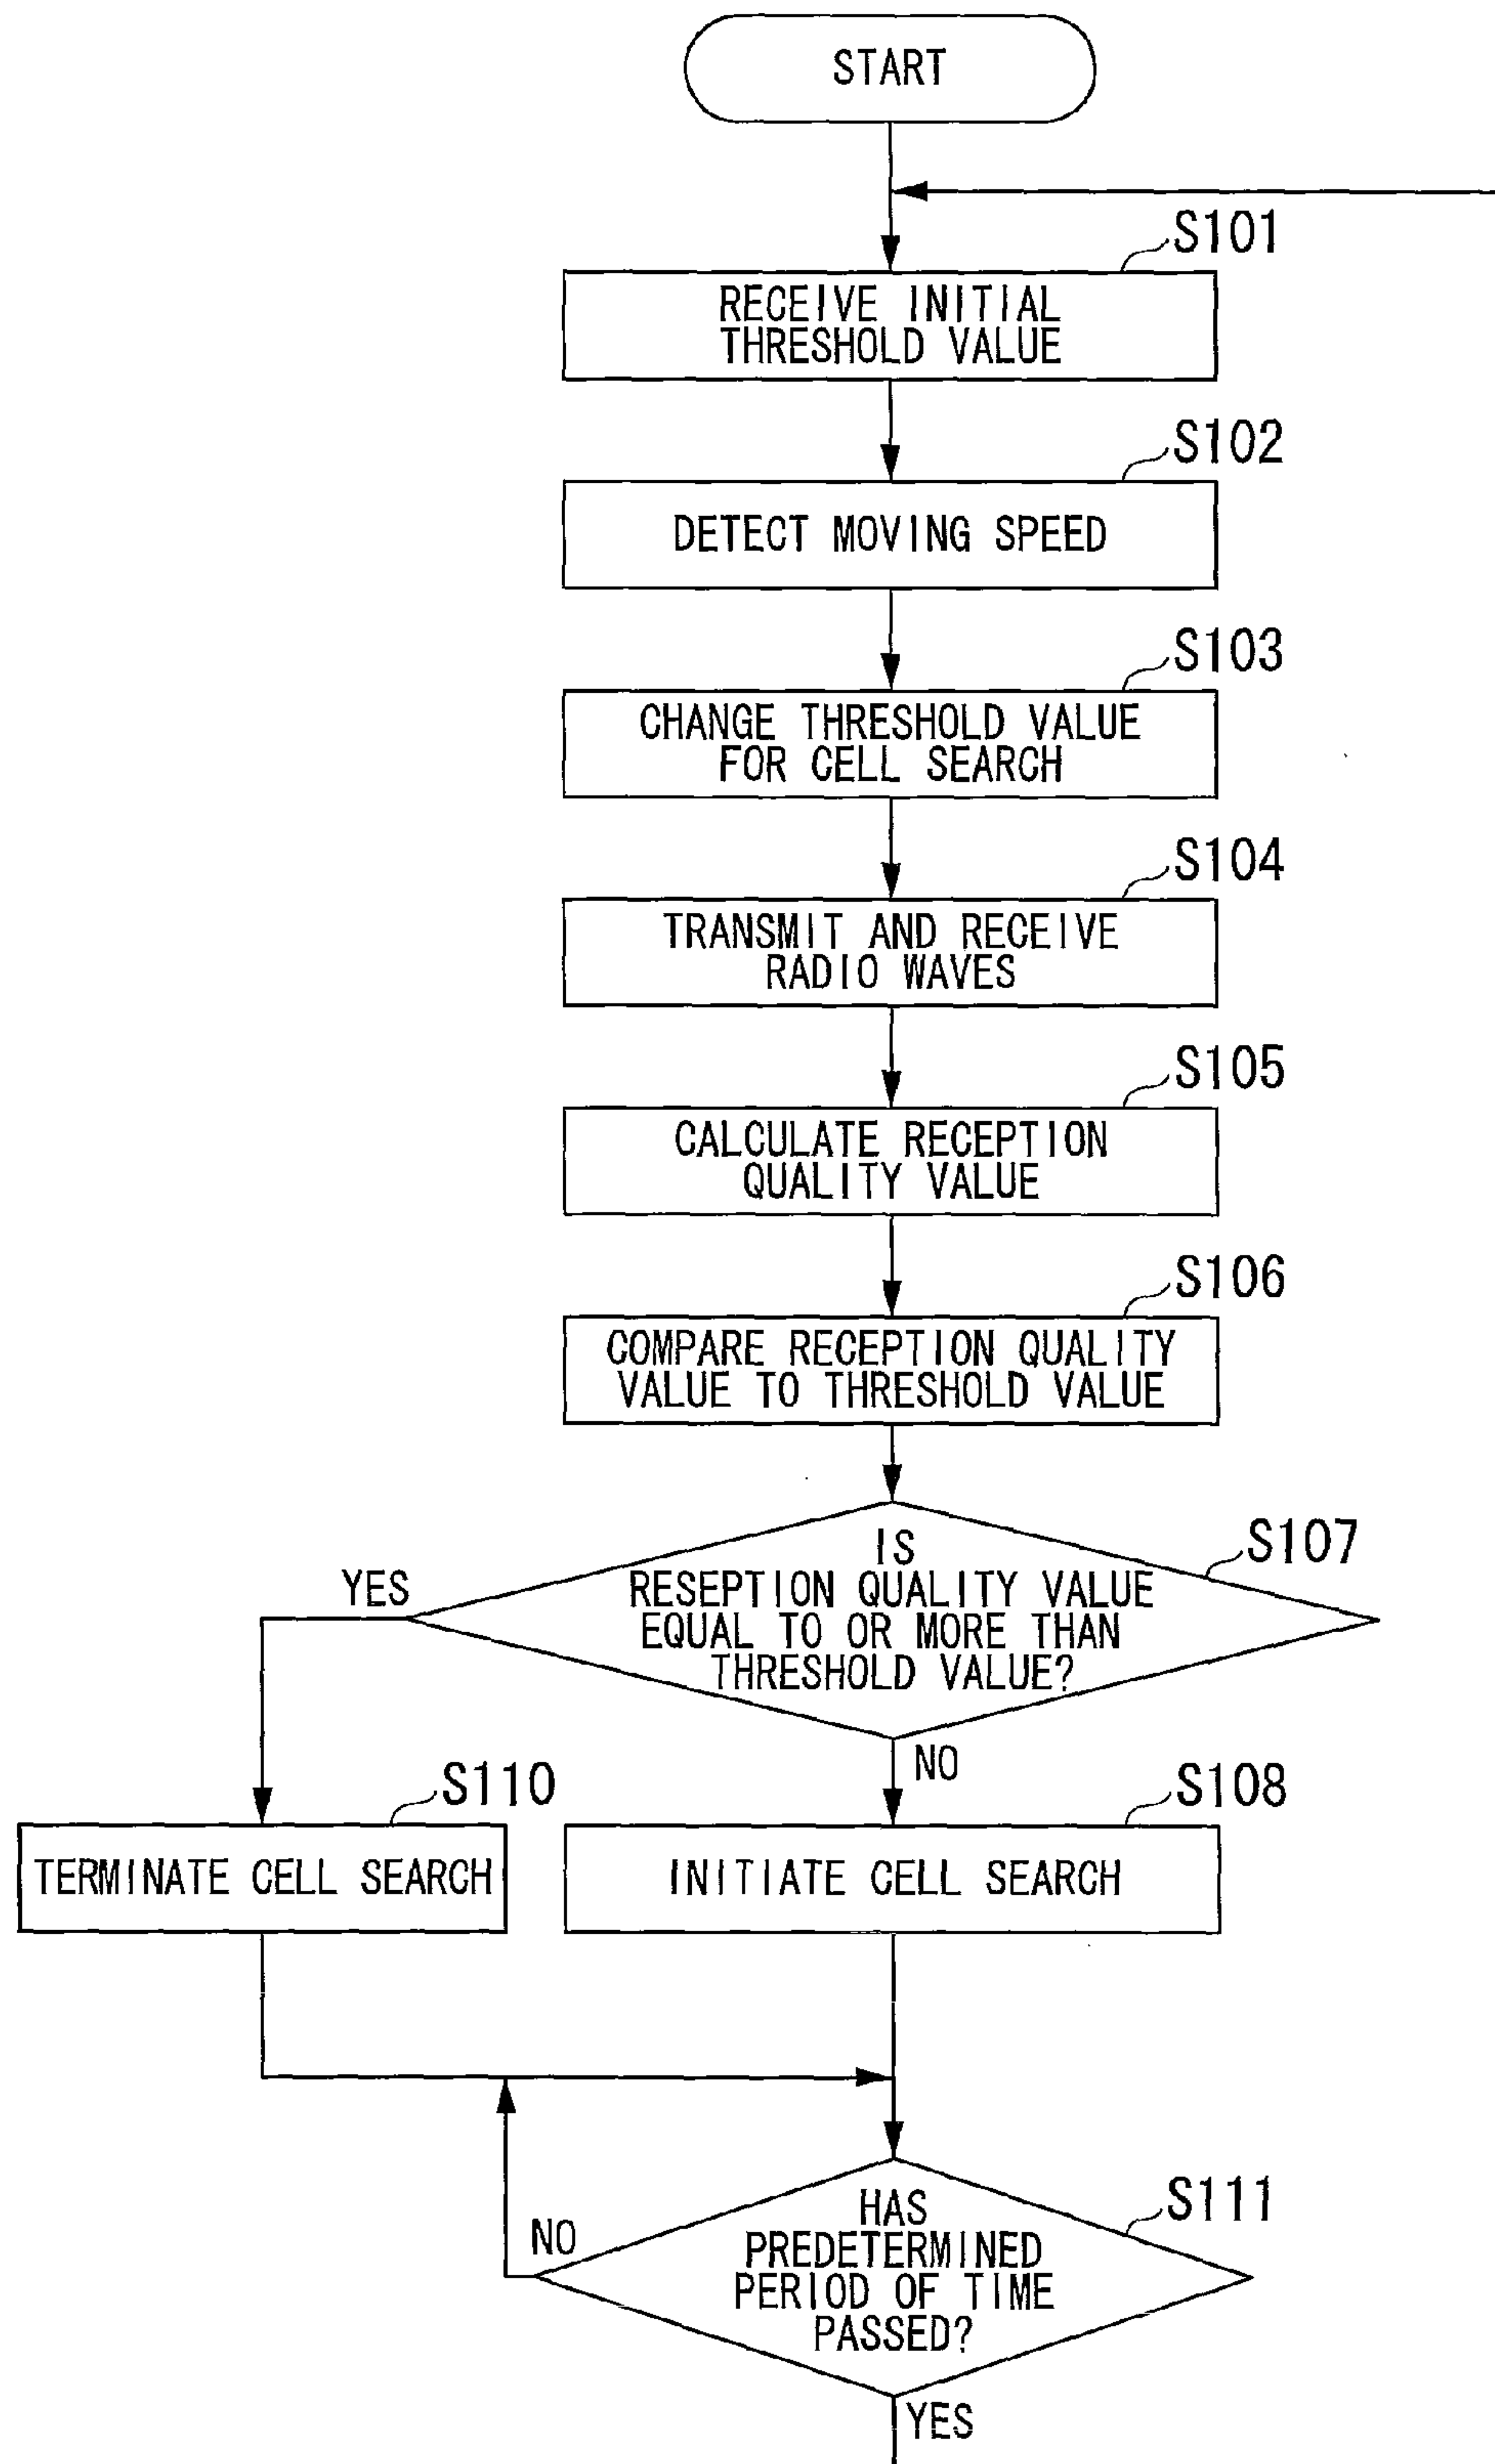 START
S101
RECEIVE INITIAL
THRESHOLD VALUE
S102
DETECT MOVING SPEED
S103
CHANGE THRESHOLD VALUE
FOR CELL SEARCH
S104
TRANSMIT AND RECEIVE
RADIO WAVES
S105
CALCULATE RECEPTION
QUALITY VALUE
S106
COMPARE RECEPTION QUALITY
VALUE TO THRESHOLD VALUE
S107
IS
RESEPTION QUALITY VALUE
EQUAL TO OR MORE THAN
THRESHOLD VALUE?
YES
NO
S110
TERMINATE CELL SEARCH
S108
INITIATE CELL SEARCH
S111
HAS
PREDETERMINED
PERIOD OF TIME
PASSED?
NO
YES